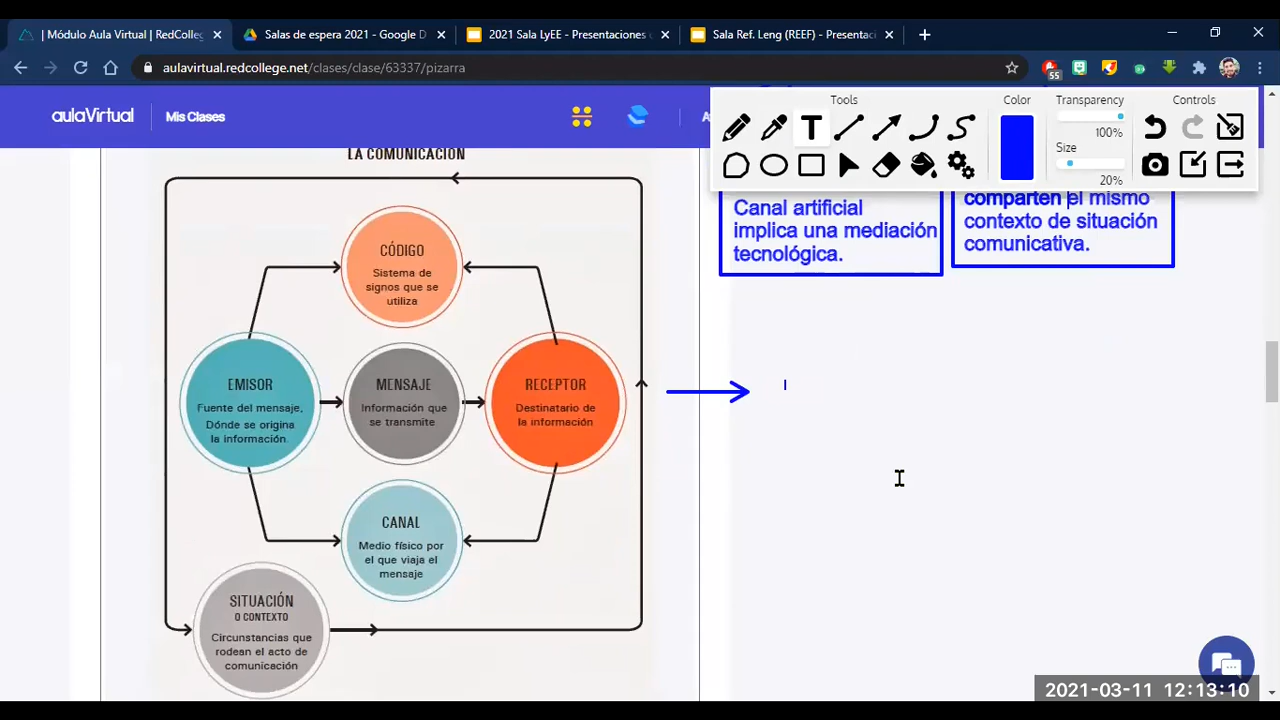 | Módulo Aula Virtual | RedColleg
Salas de espera 2021 - Google D
2021 Sala LyEE - Presentaciones
Sala Ref. Leng (REEF) - Presentac
aulavirtual.redcollege.net/clases/clase/63337/pizarra
55
aulaVirtual
Mis Clases
A
Tools
Color
Transparency
100%
Size
20%
Controls
T
LA COMUNICACIÓN
CÓDIGO
Sistema de
signos que se
utiliza
EMISOR
Fuente del mensaje,
Dónde se origina
la información.
MENSAJE
Información que
se transmite
RECEPTOR
Destinatario de
la información
CANAL
Medio físico por
el que viaja el
mensaje
SITUACIÓN
O CONTEXTO
Circunstancias que
rodean el acto de
comunicación
Canal artificial
implica una mediación
tecnológica.
comparten el mismo
contexto de situación
comunicativa.
2021-03-11 12:13:10